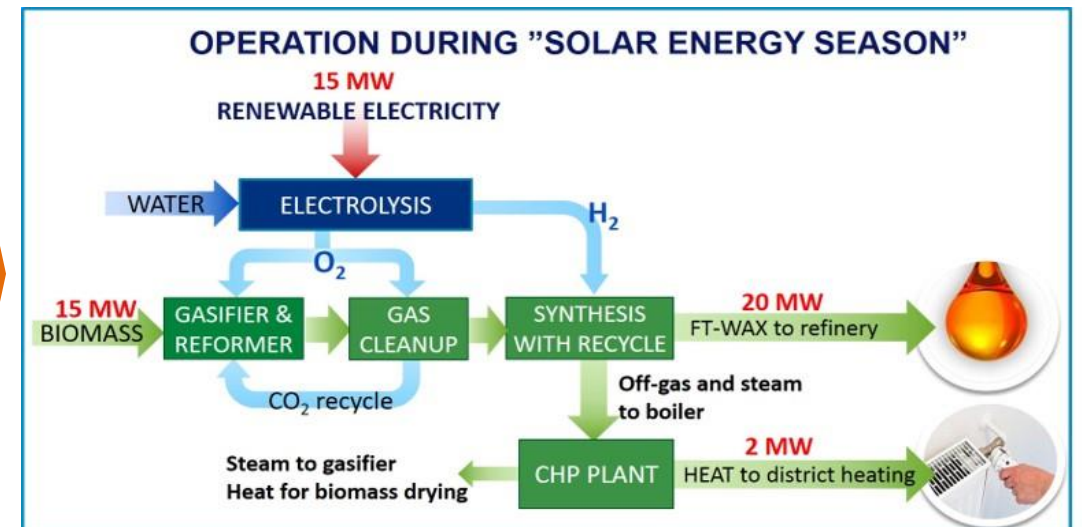 OPERATION DURING ”SOLAR ENERGY SEASON”
15 MW
RENEWABLE ELECTRICITY
WATER
ELECTROLYSIS
H₂
O₂
15 MW
BIOMASS
GASIFIER &
REFORMER
GAS
CLEANUP
SYNTHESIS
WITH RECYCLE
20 MW
FT-WAX to refinery
CO₂ recycle
Off-gas and steam
to boiler
Steam to gasifier
Heat for biomass drying
CHP PLANT
2 MW
HEAT to district heating